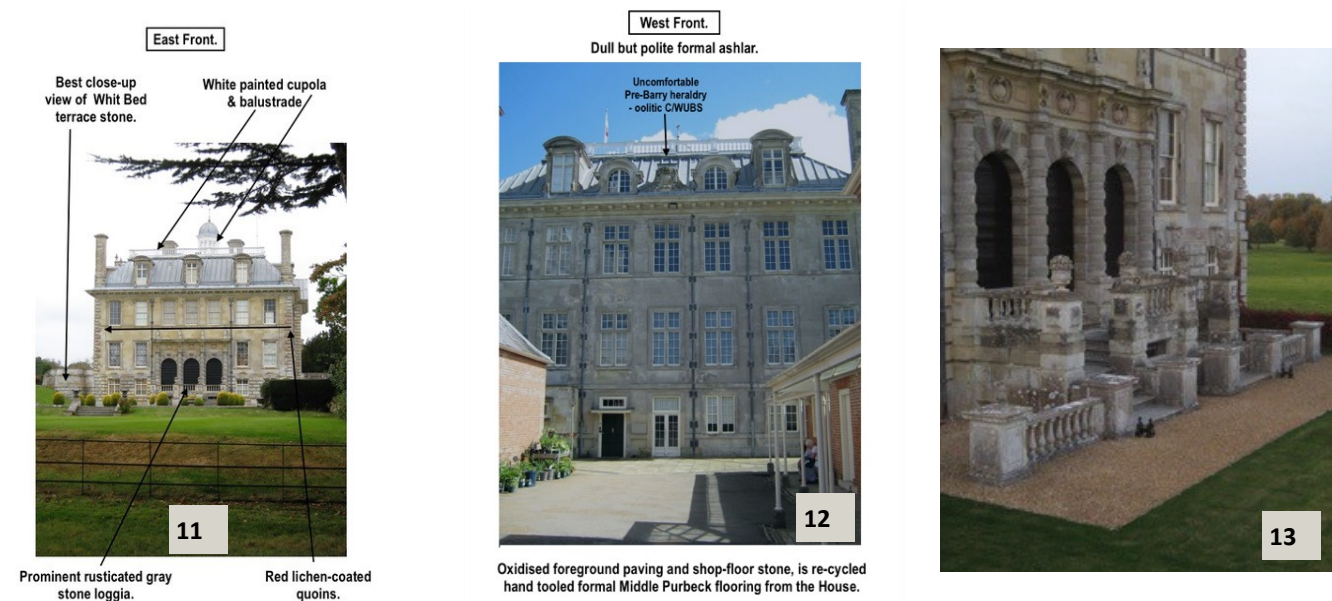 East Front.
Best close-up
view of Whit Bed
terrace stone.
White painted cupola
& balustrade.
11
Prominent rusticated gray
stone loggia.
Red lichen-coated
quoins.
West Front.
Dull but polite formal ashlar.
Uncomfortable
Pre-Barry heraldry
- oolitic C/WUBS
12
Oxidised foreground paving and shop-floor stone, is re-cycled
hand tooled formal Middle Purbeck flooring from the House.
13